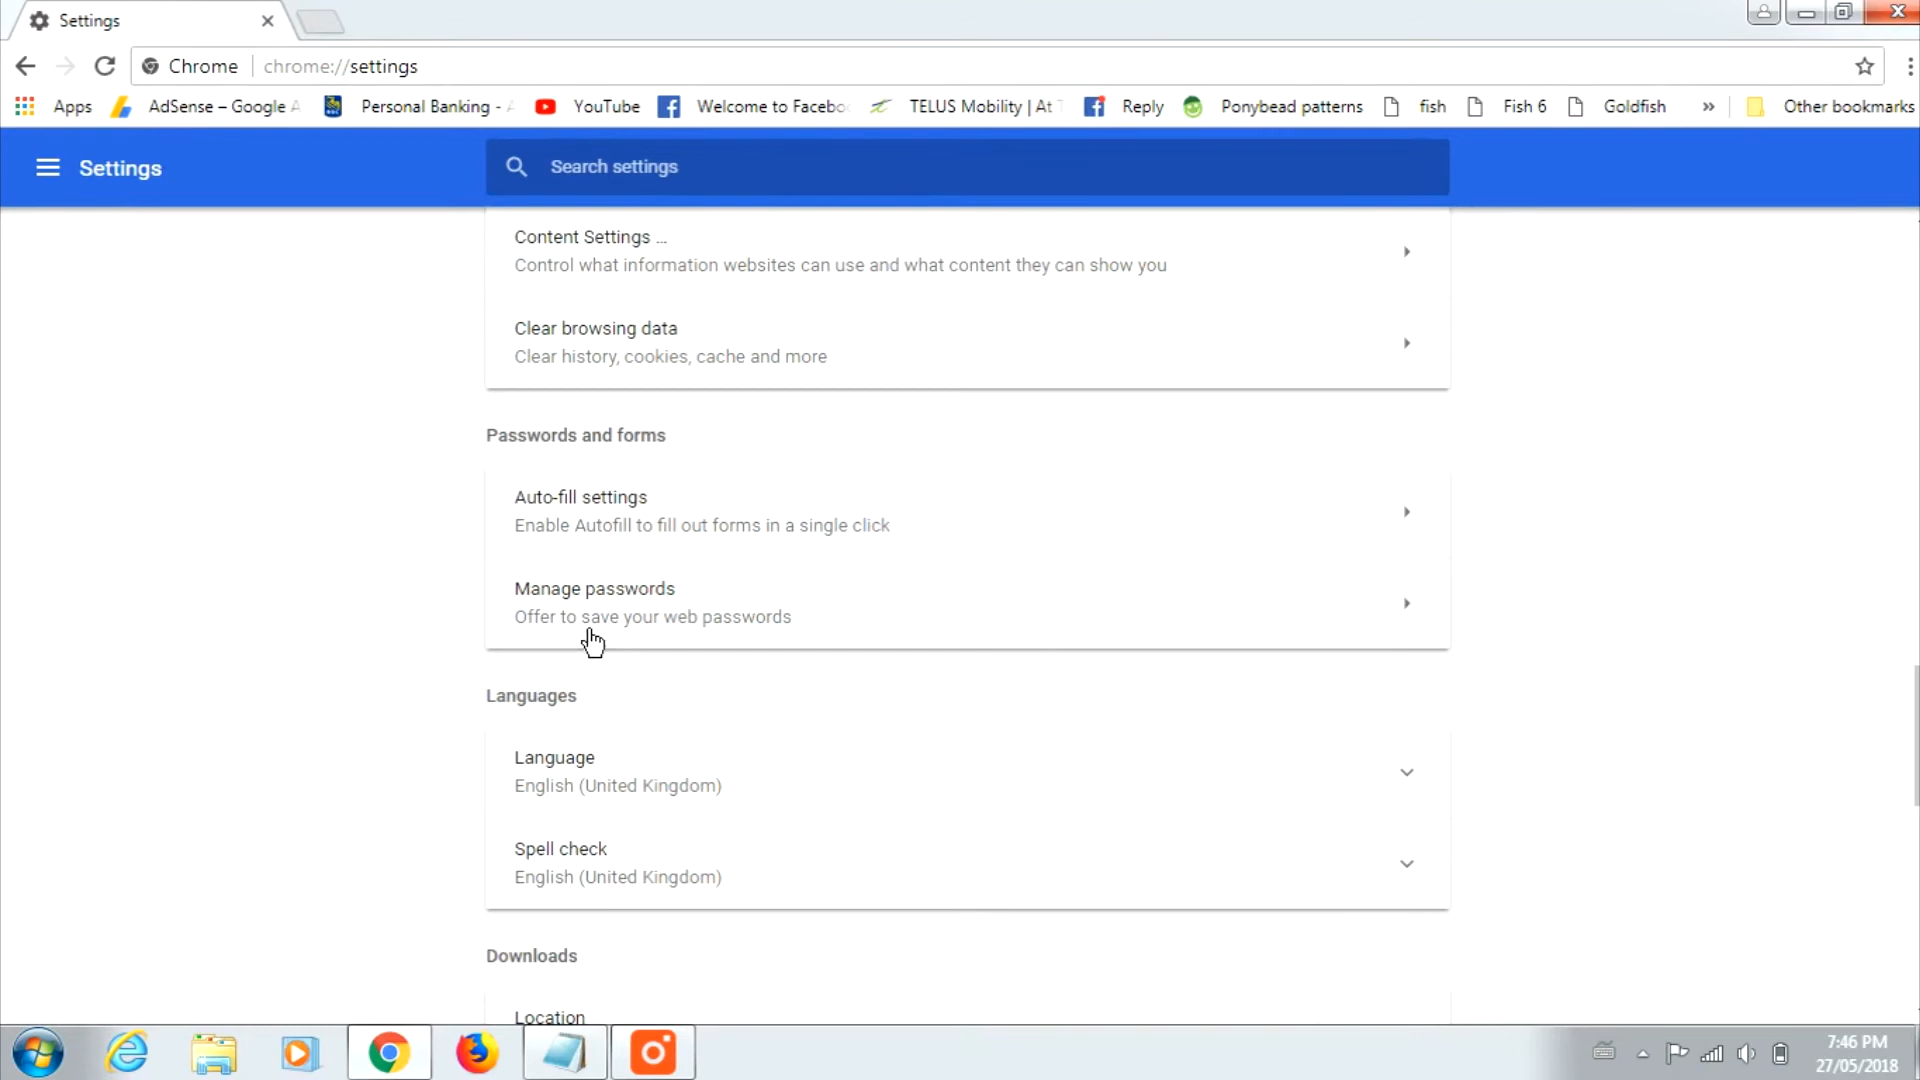 Settings
Chrome
chrome://settings
Apps
AdSense – Google
Personal Banking -
YouTube
Welcome to Facebo
TELUS Mobility | At
Reply
Ponybead patterns
fish
Fish 6
Goldfish
»
Other bookmarks
Settings
Search settings
Content Settings ...
Control what information websites can use and what content they can show you
Clear browsing data
Clear history, cookies, cache and more
Passwords and forms
Auto-fill settings
Enable Autofill to fill out forms in a single click
Manage passwords
Offer to save your web passwords
Languages
Language
English (United Kingdom)
Spell check
English (United Kingdom)
Downloads
Location
7:46 PM
27/05/2018